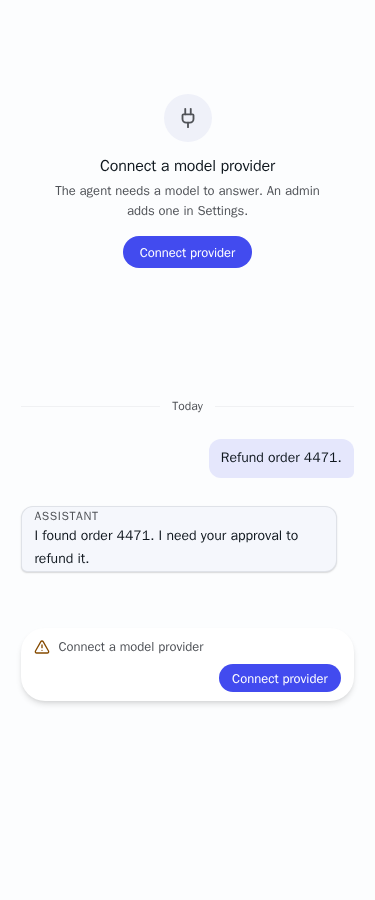 Connect a model provider
The agent needs a model to answer. An admin
adds one in Settings.
Connect provider
Today
Refund order 4471.
ASSISTANT
I found order 4471. I need your approval to
refund it.
Connect a model provider
Connect provider